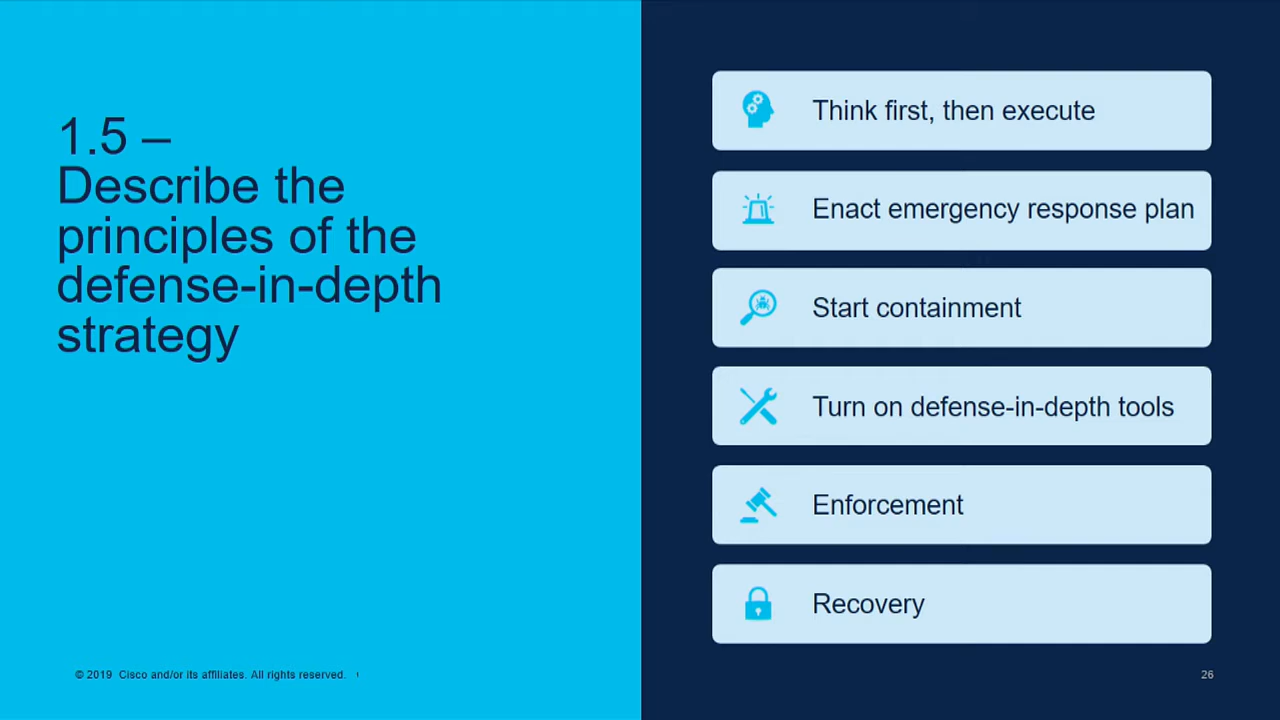 1.5 –
Describe the
principles of the
defense-in-depth
strategy
Think first, then execute
Enact emergency response plan
Start containment
Turn on defense-in-depth tools
Enforcement
Recovery
© 2019 Cisco and/or its affiliates. All rights reserved.
26